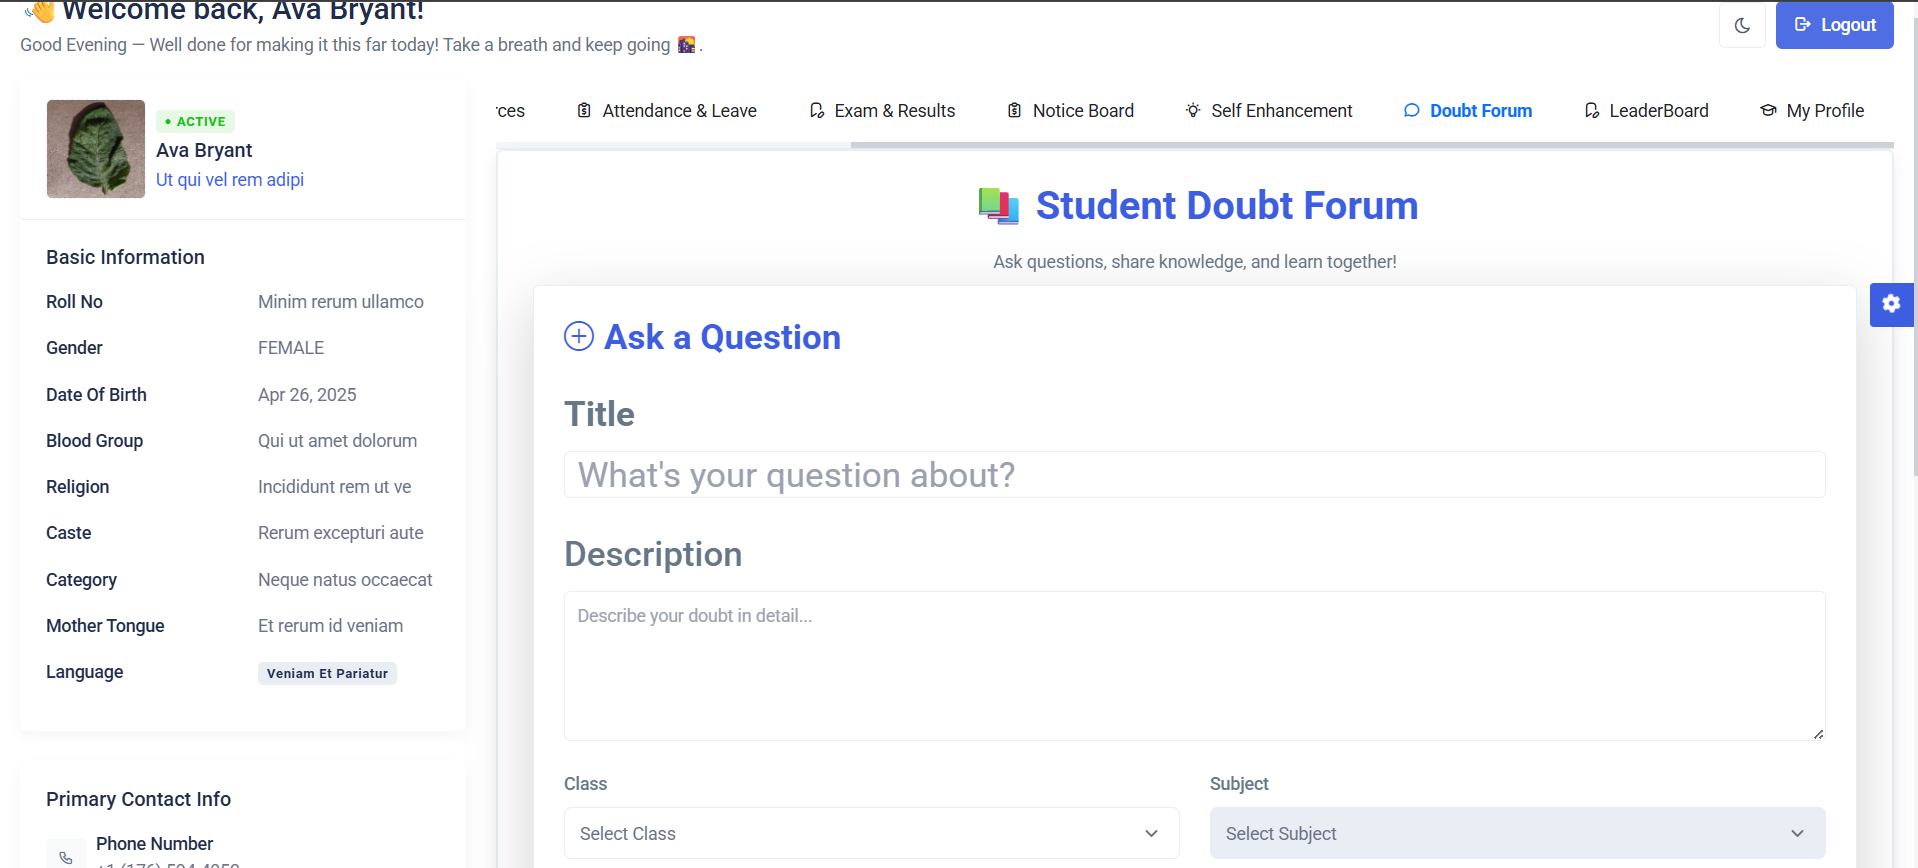 Welcome back, Ava Bryant!
Good Evening — Well done for making it this far today! Take a breath and keep going .
Logout
ACTIVE
Ava Bryant
Ut qui vel rem adipi
Basic Information
Roll No Minim rerum ullamco
Gender FEMALE
Date Of Birth Apr 26, 2025
Blood Group Qui ut amet dolorum
Religion Incididunt rem ut ve
Caste Rerum excepturi aute
Category Neque natus occaecat
Mother Tongue Et rerum id veniam
Language Veniam Et Pariatur
Primary Contact Info
Phone Number
rces Attendance & Leave Exam & Results Notice Board Self Enhancement Doubt Forum LeaderBoard My Profile
Student Doubt Forum
Ask questions, share knowledge, and learn together!
Ask a Question
Title
What's your question about?
Description
Describe your doubt in detail...
Class Subject
Select Class Select Subject